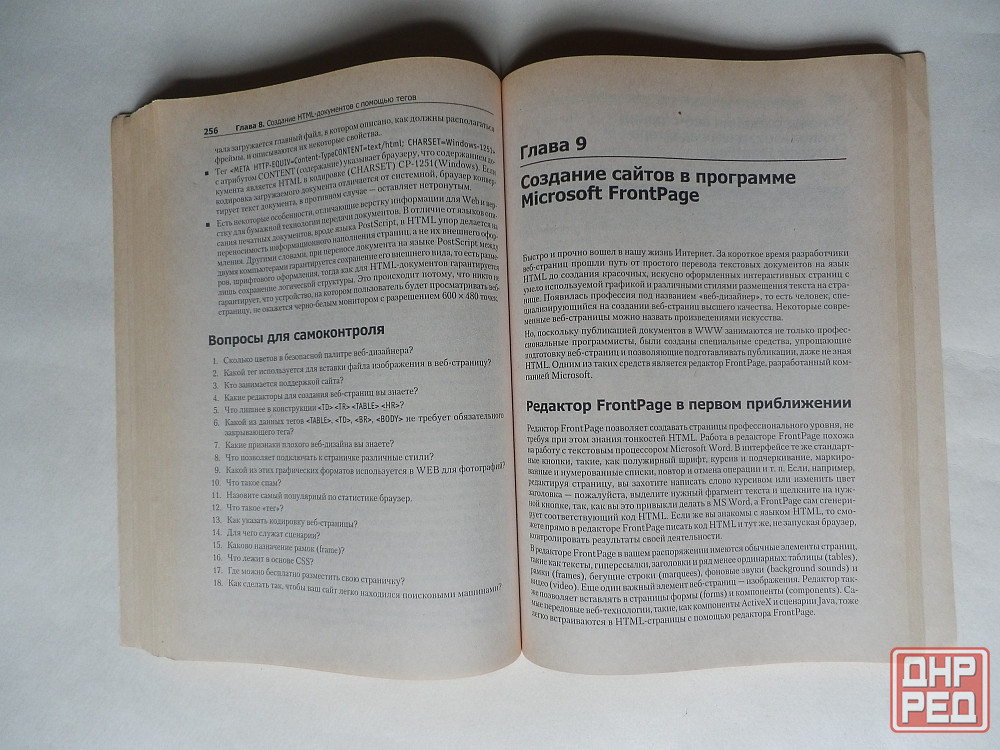 256 Глава 8. Создание HTML-документов с помощью тегов
чала загружается главный файл, в котором описано, как должны располагаться
фреймы, и описываются их некоторые свойства.
■ Тег <META HTTP-EQUIV=Content-TypeCONTENT=text/html; CHARSET=Windows-1251>
с атрибутом CONTENT (содержание) указывает браузеру, что содержанием до-
кумента является HTML в кодировке (CHARSET) CP-1251(Windows). Если
кодировка загружаемого документа отличается от системной, браузер конвер-
тирует текст документа, в противном случае — оставляет нетронутым.
■ Есть некоторые особенности, отличающие верстку информации для Web и вер-
стку для бумажной технологии передачи документов. В отличие от языков опи-
сания печатных документов, вроде языка PostScript, в HTML упор делается на
переносимость информационного наполнения страниц, а не их внешнего офор-
мления. Другими словами, при переносе документа на языке PostScript между
двумя компьютерами гарантируется сохранение его внешнего вида, то есть разме-
ров, шрифтового оформления, тогда как для HTML-документов гарантируется
лишь сохранение логической структуры. Это происходит потому, что никто не
гарантирует, что устройство, на котором пользователь будет просматривать веб-
страницу, не окажется черно-белым монитором с разрешением 600 × 480 точек.
Вопросы для самоконтроля
1. Сколько цветов в безопасной палитре веб-дизайнера?
2. Какой тег используется для вставки файла изображения в веб-страницу?
3. Кто занимается поддержкой сайта?
4. Какие редакторы для создания веб-страниц вы знаете?
5. Что лишнее в конструкции <TD> <TR> <TABLE> <HR>?
6. Какой из данных тегов <TABLE>, <TD>, <BR>, <BODY> не требует обязательного
закрывающего тега?
7. Какие признаки плохого веб-дизайна вы знаете?
8. Что позволяет подключать к страничке различные стили?
9. Какой из этих графических форматов используется в WEB для фотографий?
10. Что такое спам?
11. Назовите самый популярный по статистике браузер.
12. Что такое «тег»?
13. Как указать кодировку веб-страницы?
14. Для чего служат сценарии?
15. Каково назначение рамок (frame)?
16. Что лежит в основе CSS?
17. Где можно бесплатно разместить свою страничку?
18. Как сделать так, чтобы наш сайт легко находился поисковыми машинами?
Глава 9
Создание сайтов в программе
Microsoft FrontPage
Быстро и прочно вошел в нашу жизнь Интернет. За короткое время разработчики
веб-страниц прошли путь от простого перевода текстовых документов на язык
HTML до создания красочных, искусно оформленных интерактивных страниц с
умело используемой графикой и различными стилями размещения текста на стра-
нице. Появилась профессия под названием «веб-дизайнер», то есть человек, спе-
циализирующийся на создании веб-страниц высшего качества. Некоторые совре-
менные веб-страницы можно назвать произведениями искусства.
Но, поскольку публикацией документов в WWW занимаются не только профес-
сиональные программисты, были созданы специальные средства, упрощающие
подготовку веб-страниц и позволяющие подготавливать публикации, даже не зная
HTML. Одним из таких средств является редактор FrontPage, разработанный ком-
панией Microsoft.
Редактор FrontPage в первом приближении
Редактор FrontPage позволяет создавать страницы профессионального уровня, не
требуя при этом знания тонкостей HTML. Работа в редакторе FrontPage похожа
на работу с текстовым процессором Microsoft Word. В интерфейсе те же стандарт-
ные кнопки, такие, как полужирный шрифт, курсив и подчеркивание, маркиро-
ванные и нумерованные списки, повтор и отмена операции и т. п. Если, например,
редактируя страницу, вы захотите написать слово курсивом или изменить цвет
заголовка — пожалуйста, выделите нужный фрагмент текста и щелкните на нуж-
ной кнопке, так, как вы это привыкли делать в MS Word, а FrontPage сам сгенери-
рует соответствующий код HTML. Если же вы знакомы с языком HTML, то смо-
жете прямо в редакторе FrontPage писать код HTML и тут же, не запуская браузер,
контролировать результаты своей деятельности.
В редакторе FrontPage в вашем распоряжении имеются обычные элементы страниц,
такие как тексты, гиперссылки, заголовки и ряд менее ординарных: таблицы (tables),
рамки (frames), бегущие строки (marquees), фоновые звуки (background sounds) и
видео (video). Еще один важный элемент веб-страниц — изображения. Редактор так-
же позволяет вставлять в страницы формы (forms) и компоненты (components). Са-
мые передовые веб-технологии, такие, как компоненты ActiveX и сценарии Java, тоже
легко встраиваются в HTML-страницы с помощью редактора FrontPage.
ДНР
РЕД